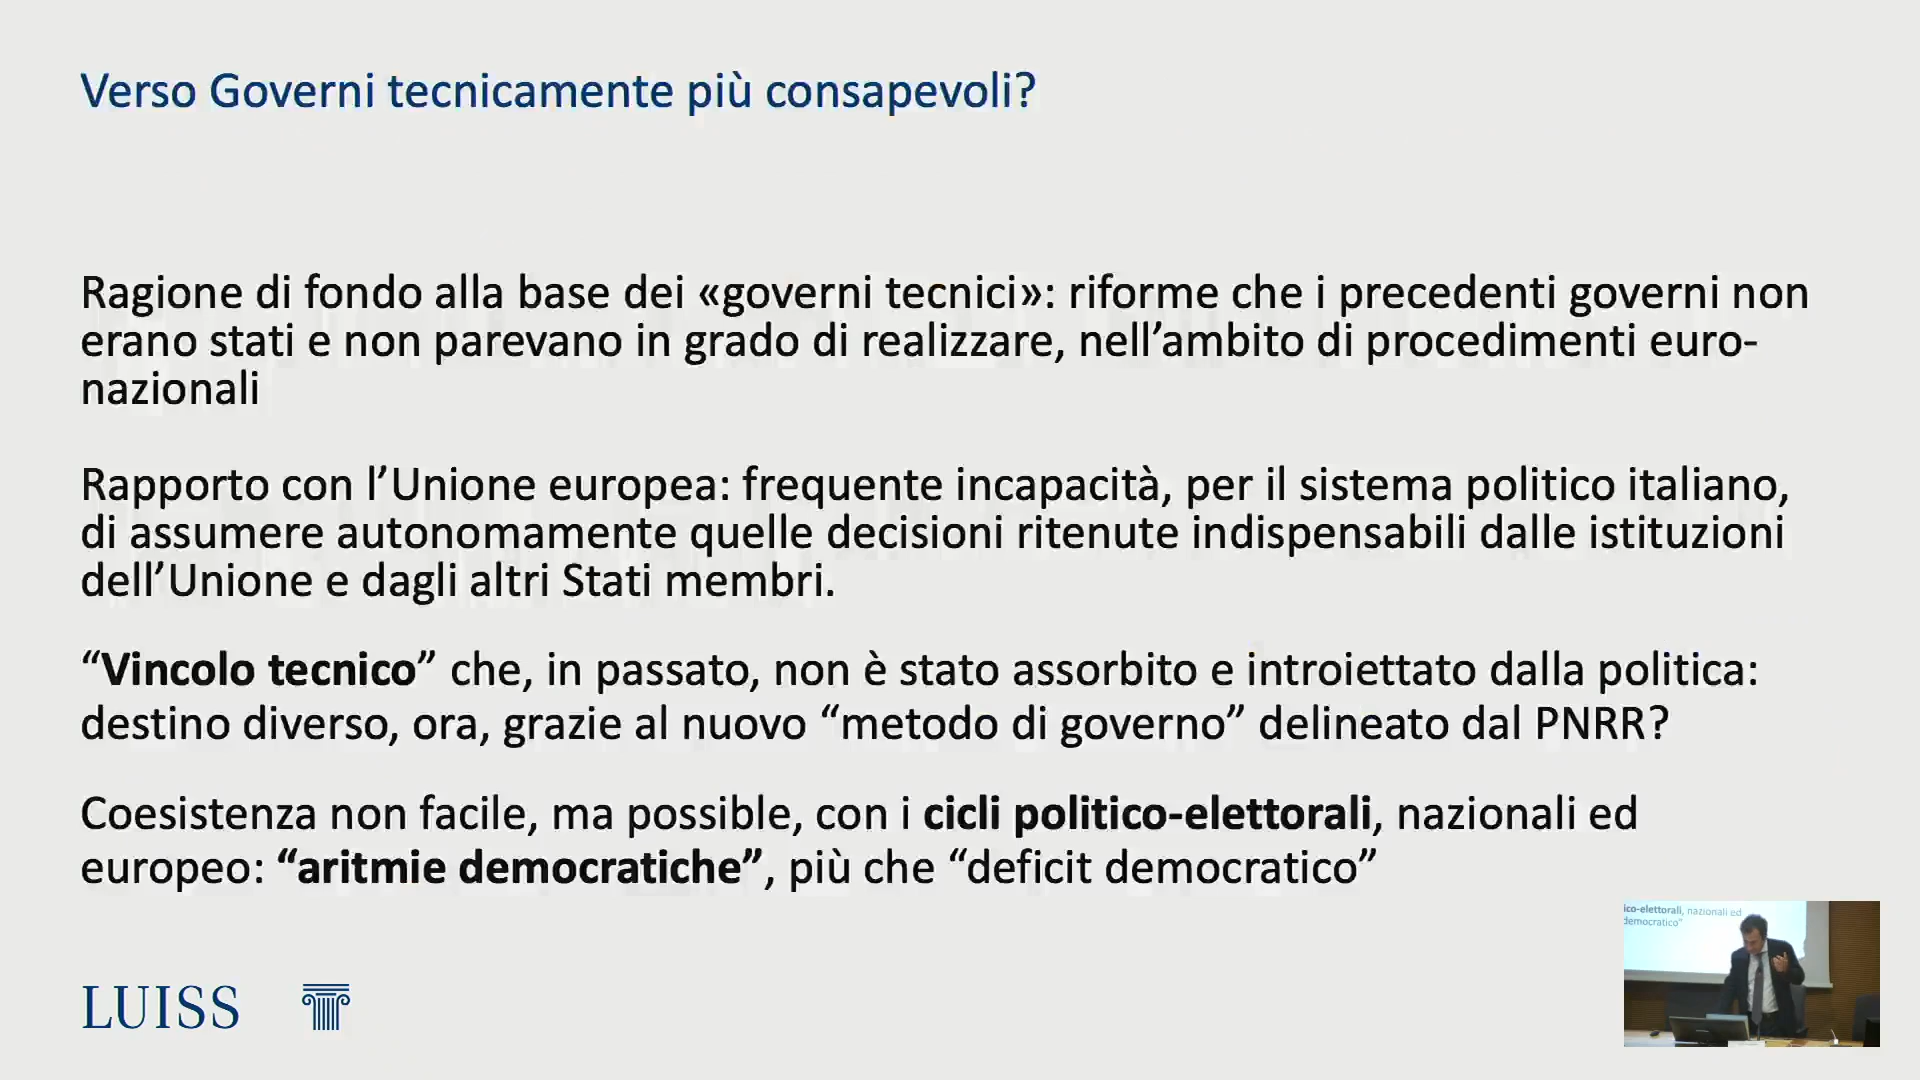 Verso Governi tecnicamente più consapevoli?
Ragione di fondo alla base dei «governi tecnici»: riforme che i precedenti governi non
erano stati e non parevano in grado di realizzare, nell’ambito di procedimenti euro-
nazionali
Rapporto con l’Unione europea: frequente incapacità, per il sistema politico italiano,
di assumere autonomamente quelle decisioni ritenute indispensabili dalle istituzioni
dell’Unione e dagli altri Stati membri.
“Vincolo tecnico” che, in passato, non è stato assorbito e introiettato dalla politica:
destino diverso, ora, grazie al nuovo “metodo di governo” delineato dal PNRR?
Coesistenza non facile, ma possibile, con i cicli politico-elettorali, nazionali ed
europeo: “aritmie democratiche”, più che “deficit democratico”
ico-elettorali, nazionali ed
democratico”
LUISS